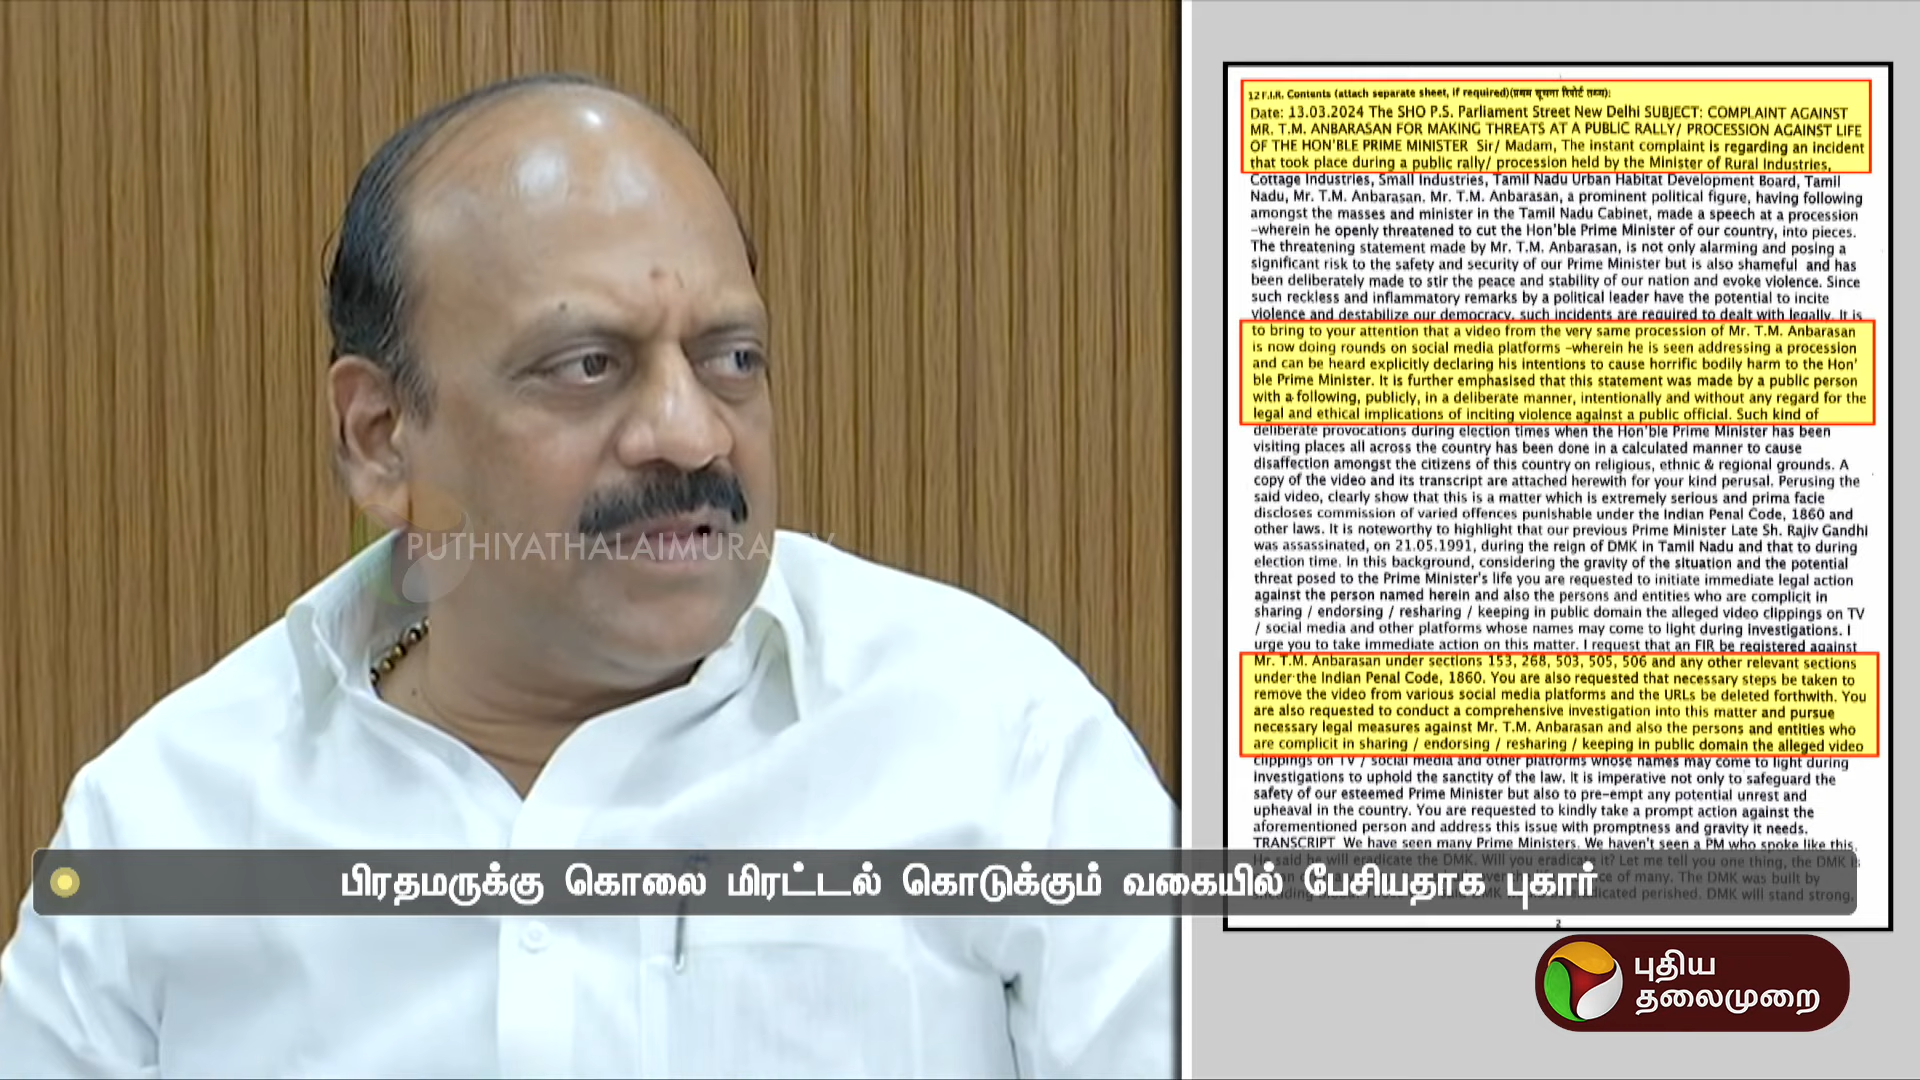 PUTHIYATHALAIMURAI TV
12 F.I.R. Contents (attach separate sheet, if required)(प्रथम सूचना रिपोर्ट तथ्य):
Date: 13.03.2024 The SHO P.S. Parliament Street New Delhi SUBJECT: COMPLAINT AGAINST
MR. T.M. ANBARASAN FOR MAKING THREATS AT A PUBLIC RALLY/ PROCESSION AGAINST LIFE
OF THE HON'BLE PRIME MINISTER Sir/ Madam, The instant complaint is regarding an incident
that took place during a public rally/ procession held by the Minister of Rural Industries,
Cottage Industries, Small Industries, Tamil Nadu Urban Habitat Development Board, Tamil
Nadu, Mr. T.M. Anbarasan. Mr. T.M. Anbarasan, a prominent political figure, having following
amongst the masses and minister in the Tamil Nadu Cabinet, made a speech at a procession
-wherein he openly threatened to cut the Hon'ble Prime Minister of our country, into pieces.
The threatening statement made by Mr. T.M. Anbarasan, is not only alarming and posing a
significant risk to the safety and security of our Prime Minister but is also shameful and has
been deliberately made to stir the peace and stability of our nation and evoke violence. Since
such reckless and inflammatory remarks by a political leader have the potential to incite
violence and destabilize our democracy, such incidents are required to dealt with legally. It is
to bring to your attention that a video from the very same procession of Mr. T.M. Anbarasan
is now doing rounds on social media platforms -wherein he is seen addressing a procession
and can be heard explicitly declaring his intentions to cause horrific bodily harm to the Hon'
ble Prime Minister. It is further emphasised that this statement was made by a public person
with a following, publicly, in a deliberate manner, intentionally and without any regard for the
legal and ethical implications of inciting violence against a public official. Such kind of
deliberate provocations during election times when the Hon'ble Prime Minister has been
visiting places all across the country has been done in a calculated manner to cause
disaffection amongst the citizens of this country on religious, ethnic & regional grounds. A
copy of the video and its transcript are attached herewith for your kind perusal. Perusing the
said video, clearly show that this is a matter which is extremely serious and prima facie
discloses commission of varied offences punishable under the Indian Penal Code, 1860 and
other laws. It is noteworthy to highlight that our previous Prime Minister Late Sh. Rajiv Gandhi
was assassinated, on 21.05.1991, during the reign of DMK in Tamil Nadu and that to during
election time. In this background, considering the gravity of the situation and the potential
threat posed to the Prime Minister's life you are requested to initiate immediate legal action
against the person named herein and also the persons and entities who are complicit in
sharing / endorsing / resharing / keeping in public domain the alleged video clippings on TV
/ social media and other platforms whose names may come to light during investigations. I
urge you to take immediate action on this matter. I request that an FIR be registered against
Mr. T.M. Anbarasan under sections 153, 268, 503, 505, 506 and any other relevant sections
under the Indian Penal Code, 1860. You are also requested that necessary steps be taken to
remove the video from various social media platforms and the URLs be deleted forthwith. You
are also requested to conduct a comprehensive investigation into this matter and pursue
necessary legal measures against Mr. T.M. Anbarasan and also the persons and entities who
are complicit in sharing / endorsing / resharing / keeping in public domain the alleged video
clippings on TV / social media and other platforms whose names may come to light during
investigations to uphold the sanctity of the law. It is imperative not only to safeguard the
safety of our esteemed Prime Minister but also to pre-empt any potential unrest and
upheaval in the country. You are requested to kindly take a prompt action against the
aforementioned person and address this issue with promptness and gravity it needs.
TRANSCRIPT We have seen many Prime Ministers. We haven't seen a PM who spoke like this.
He said he will eradicate the DMK. Will you eradicate it? Let me tell you one thing, the DMK is
of many. The DMK was built by
perished. DMK will stand strong.
2
பிரதமருக்கு கொலை மிரட்டல் கொடுக்கும் வகையில் பேசியதாக புகார்
புதிய
தலைமுறை